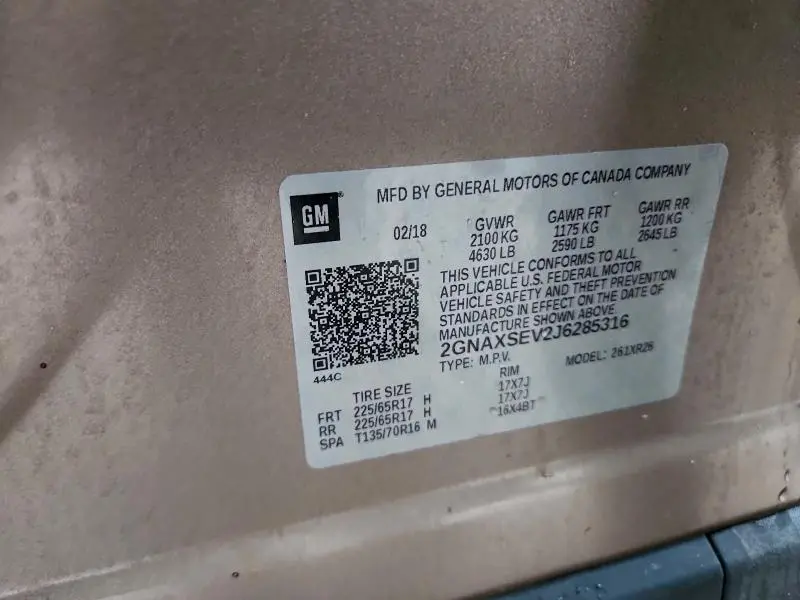 GM
MFD BY GENERAL MOTORS OF CANADA COMPANY
02/18
GVWR
2100 KG
4630 LB
GAWR FRT
1175 KG
2590 LB
GAWR RR
1200 KG
2645 LB
THIS VEHICLE CONFORMS TO ALL
APPLICABLE U.S. FEDERAL MOTOR
VEHICLE SAFETY AND THEFT PREVENTION
STANDARDS IN EFFECT ON THE DATE OF
MANUFACTURE SHOWN ABOVE.
2GNAXSEV2J6285316
TYPE: M.P.V. MODEL: 261XR26
444C
TIRE SIZE RIM
FRT 225/65R17 H 17X7J
RR 225/65R17 H 17X7J
SPA T135/70R16 M 16X4BT